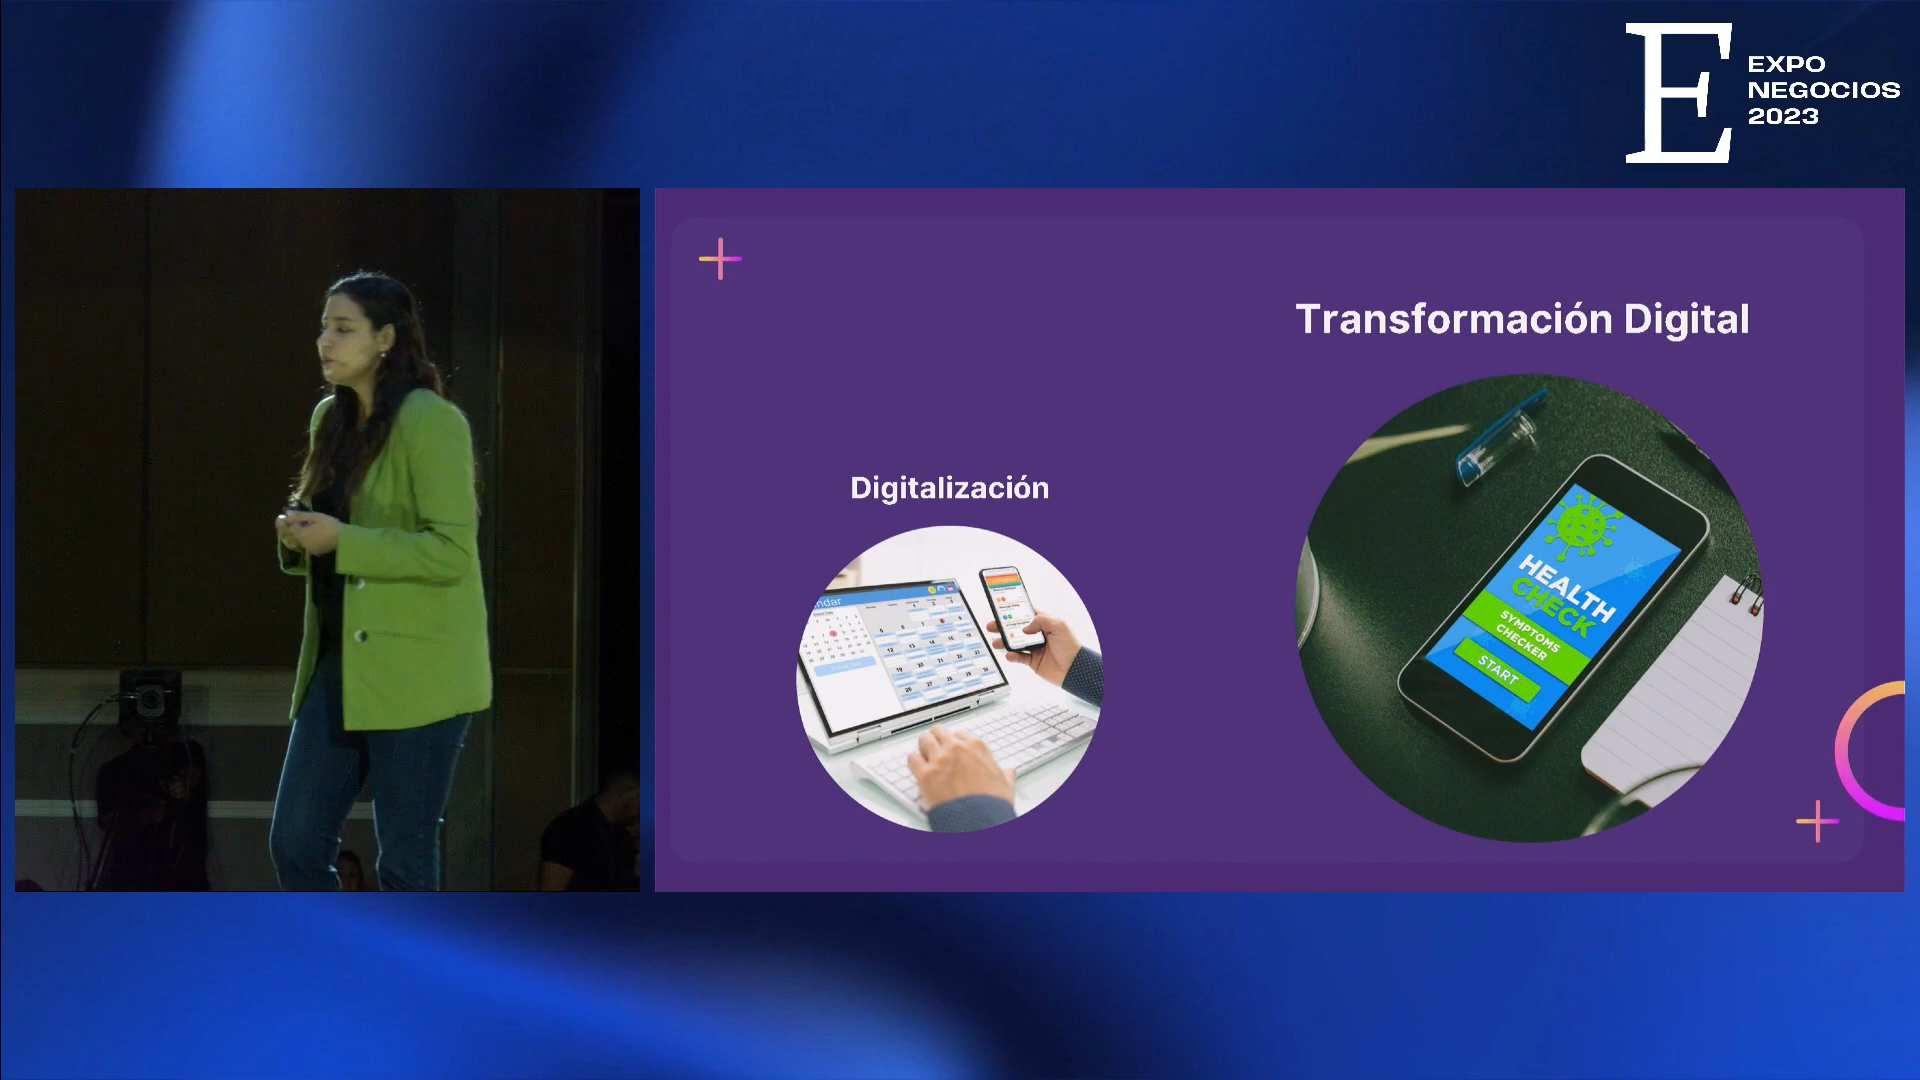 E
EXPO
NEGOCIOS
2023
Transformación Digital
Digitalización
HEALTH
CHECK
SYMPTOMS
CHECKER
START